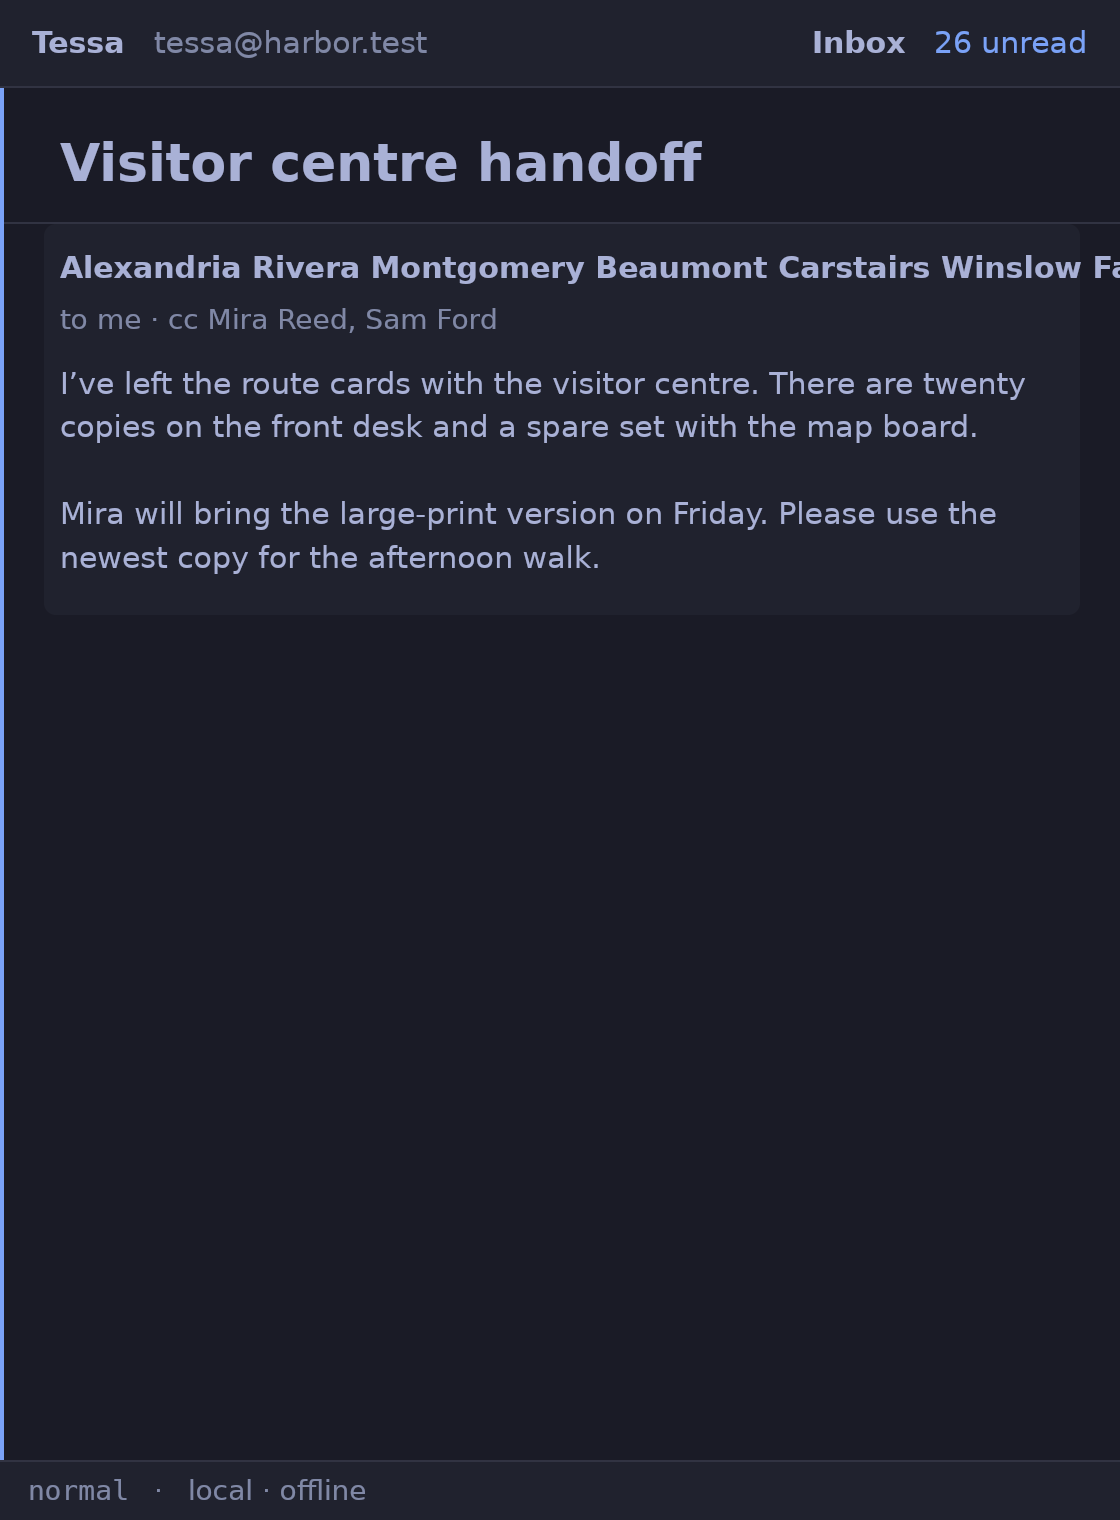 Tessa tessa@harbor.test Inbox 26 unread
Visitor centre handoff
Alexandria Rivera Montgomery Beaumont Carstairs Winslow
to me · cc Mira Reed, Sam Ford
I’ve left the route cards with the visitor centre. There are twenty
copies on the front desk and a spare set with the map board.
Mira will bring the large-print version on Friday. Please use the
newest copy for the afternoon walk.
normal · local · offline